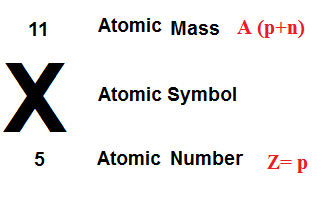 11 Atomic Mass A (p+n)
X Atomic Symbol
5 Atomic Number Z= p